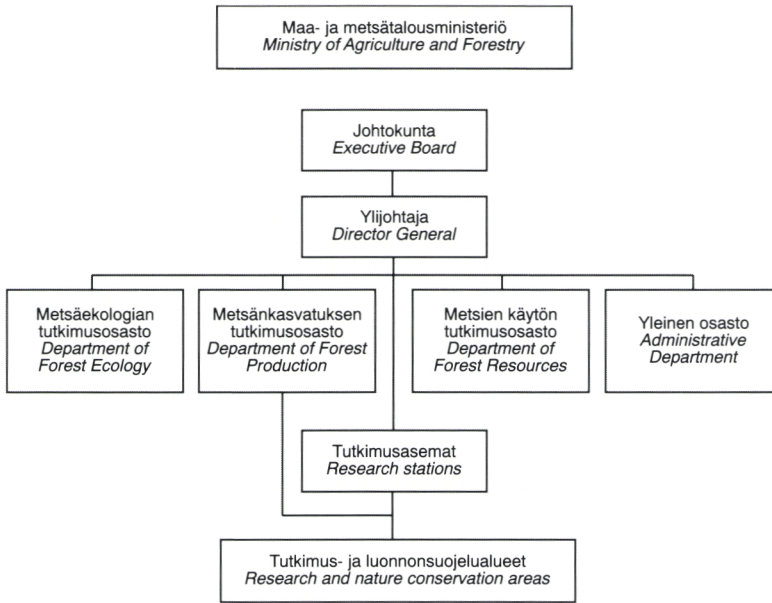 Maa- ja metsätalousministeriö
Ministry of Agriculture and Forestry
Johtokunta
Executive Board
Ylijohtaja
Director General
Metsäekologian
tutkimusosasto
Department of
Forest Ecology
Metsänkasvatuksen
tutkimusosasto
Department of Forest
Production
Metsien käytön
tutkimusosasto
Department of
Forest Resources
Yleinen osasto
Administrative
Department
Tutkimusasemat
Research stations
Tutkimus- ja luonnonsuojelualueet
Research and nature conservation areas